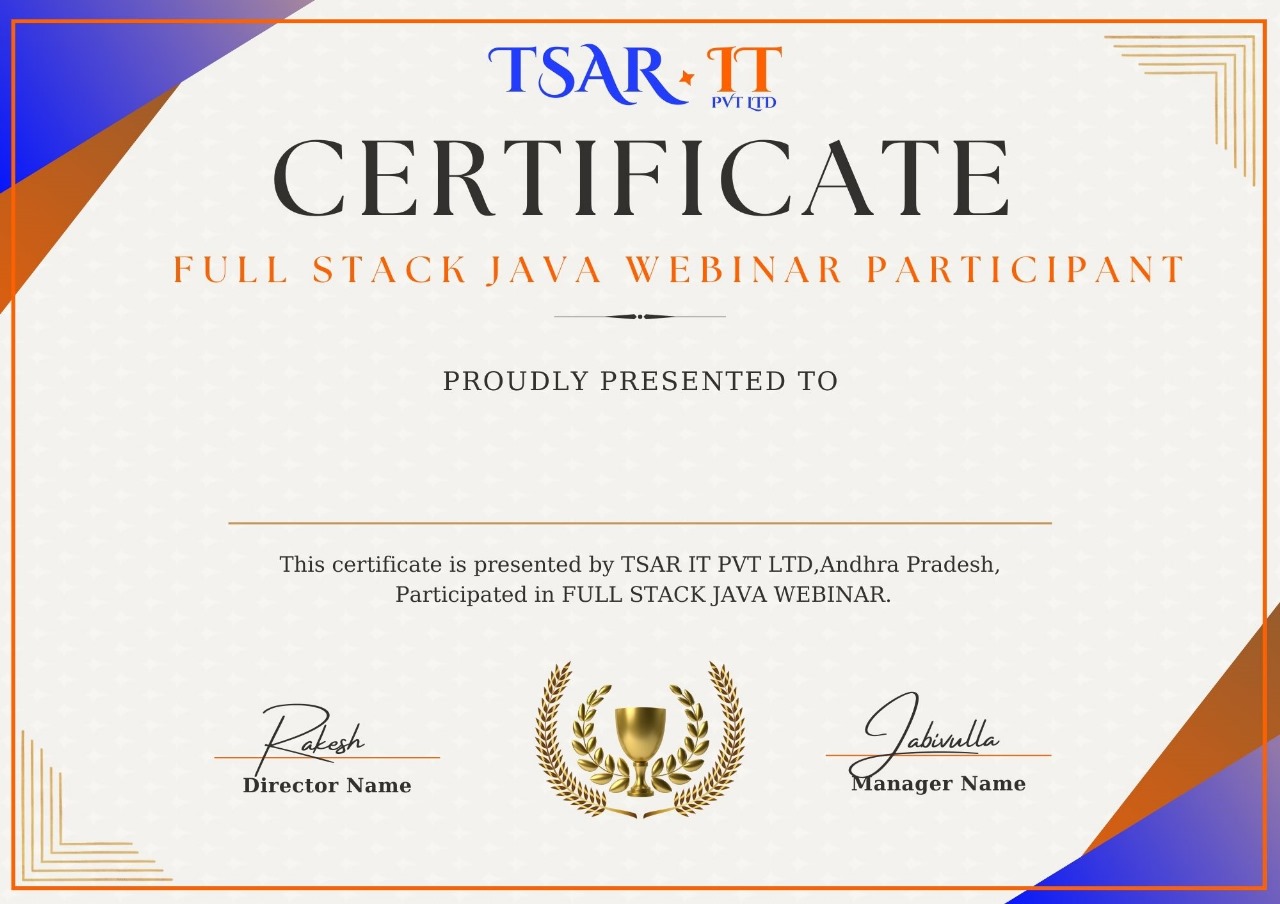 TSAR IT
PVT LTD
CERTIFICATE
FULL STACK JAVA WEBINAR PARTICIPANT
PROUDLY PRESENTED TO
This certificate is presented by TSAR IT PVT LTD,Andhra Pradesh,
Participated in FULL STACK JAVA WEBINAR.
Rakesh
Director Name
Jabivulla
Manager Name